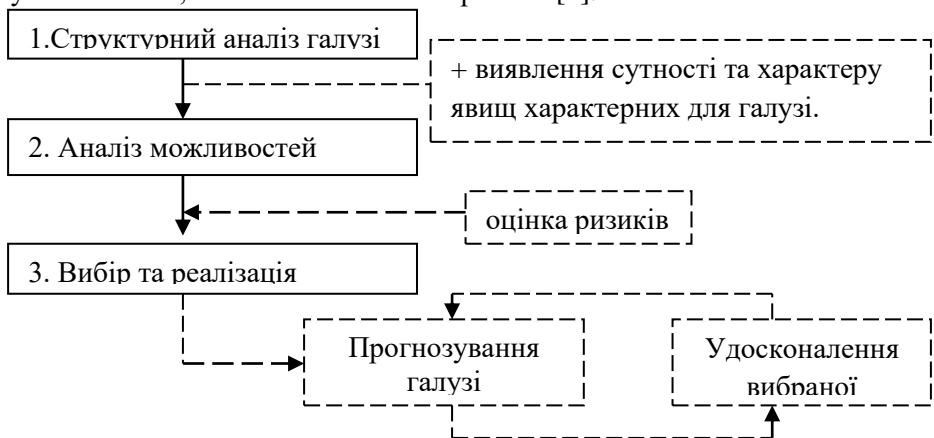 1.Структурний аналіз галузі
+ виявлення сутності та характеру
явищ характерних для галузі.
2. Аналіз можливостей
оцінка ризиків
3. Вибір та реалізація
Прогнозування
галузі
Удосконалення
вибраної